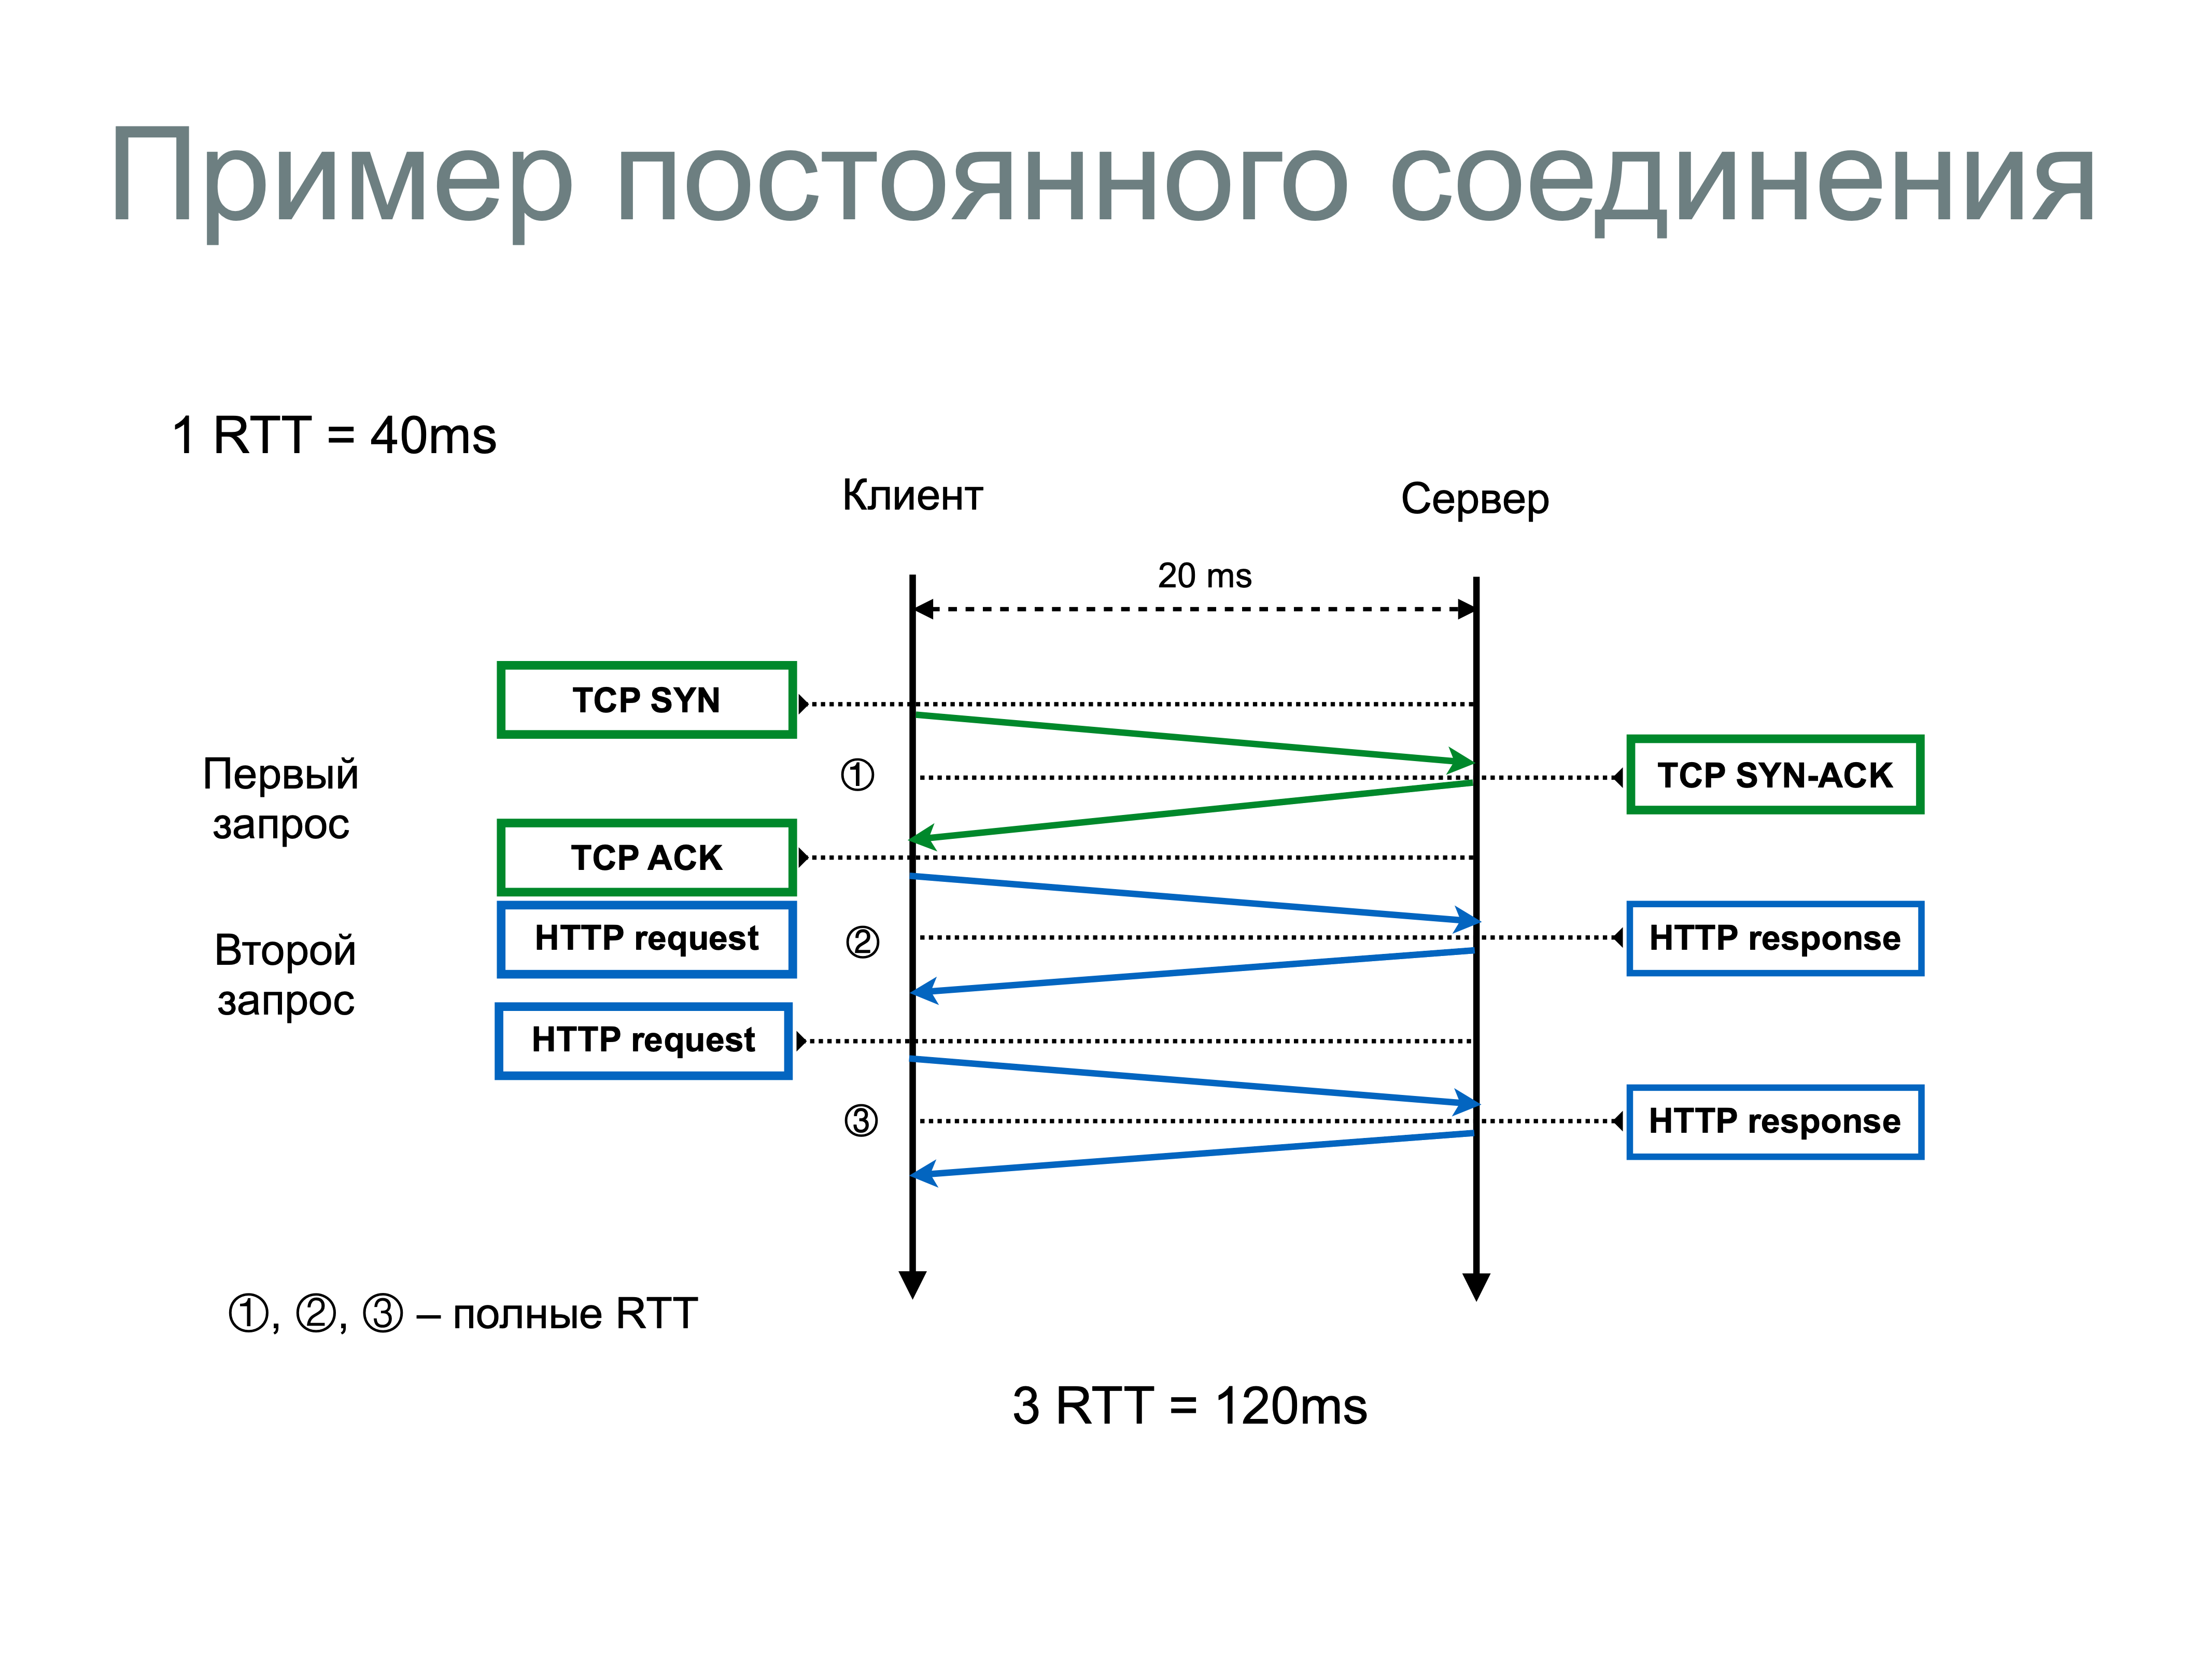 Пример постоянного соединения
1 RTT = 40ms
Клиент
Сервер
20 ms
TCP SYN
Первый
запрос
①
TCP SYN-ACK
TCP ACK
Второй
запрос
HTTP request
②
HTTP response
HTTP request
③
HTTP response
①, ②, ③ – полные RTT
3 RTT = 120ms